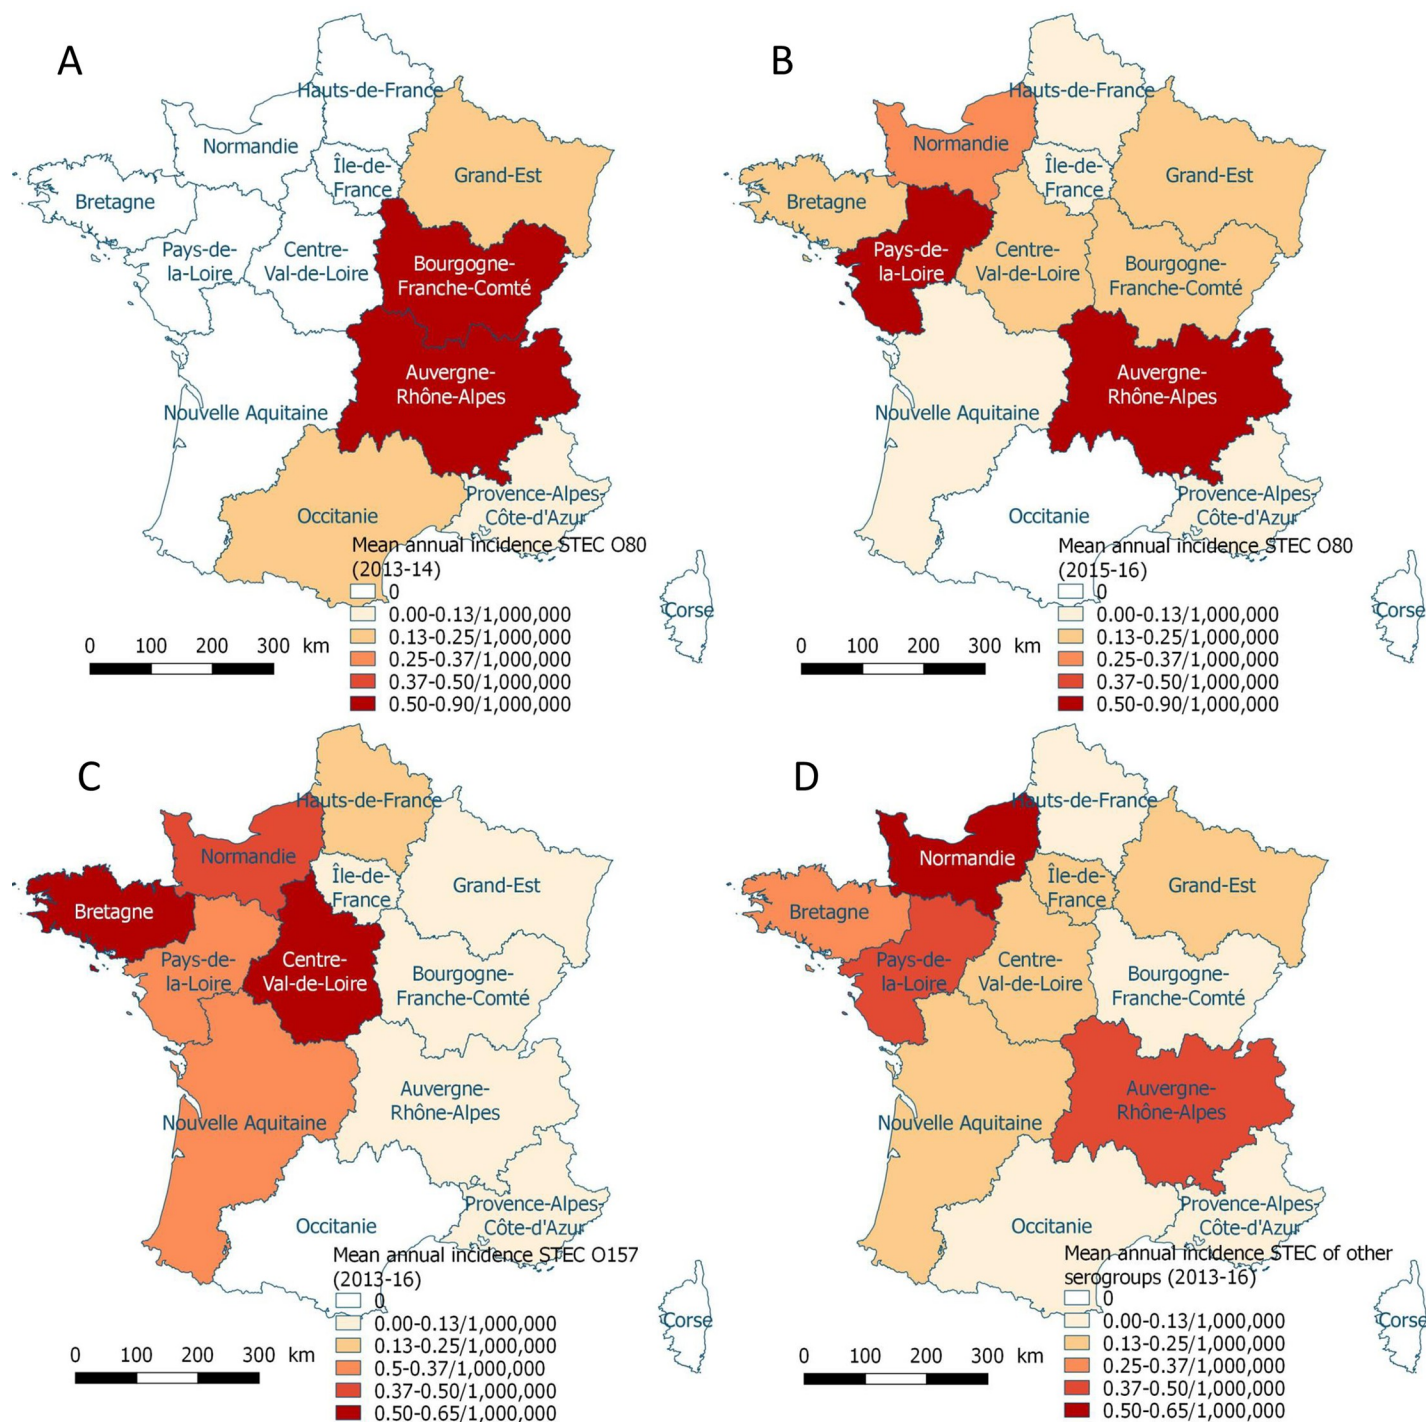 A
Hauts-de-France
Normandie
Île-de-
France
Grand-Est
Bretagne
Pays-de-
la-Loire
Centre-
Val-de-Loire
Bourgogne-
Franche-Comté
Auvergne-
Rhône-Alpes
Nouvelle Aquitaine
Occitanie
Provence-Alpes-
Côte-d'Azur
Corse
Mean annual incidence STEC O80
(2013-14)
0
0.00-0.13/1,000,000
0.13-0.25/1,000,000
0.25-0.37/1,000,000
0.37-0.50/1,000,000
0.50-0.90/1,000,000
0 100 200 300 km
B
Hauts-de-France
Normandie
Île-de-
France
Grand-Est
Bretagne
Pays-de-
la-Loire
Centre-
Val-de-Loire
Bourgogne-
Franche-Comté
Auvergne-
Rhône-Alpes
Nouvelle Aquitaine
Occitanie
Provence-Alpes-
Côte-d'Azur
Corse
Mean annual incidence STEC O80
(2015-16)
0
0.00-0.13/1,000,000
0.13-0.25/1,000,000
0.25-0.37/1,000,000
0.37-0.50/1,000,000
0.50-0.90/1,000,000
0 100 200 300 km
C
Hauts-de-France
Normandie
Île-de-
France
Grand-Est
Bretagne
Pays-de-
la-Loire
Centre-
Val-de-Loire
Bourgogne-
Franche-Comté
Auvergne-
Rhône-Alpes
Nouvelle Aquitaine
Occitanie
Provence-Alpes-
Côte-d'Azur
Corse
Mean annual incidence STEC O157
(2013-16)
0
0.00-0.13/1,000,000
0.13-0.25/1,000,000
0.5-0.37/1,000,000
0.37-0.50/1,000,000
0.50-0.65/1,000,000
0 100 200 300 km
D
Hauts-de-France
Normandie
Île-de-
France
Grand-Est
Bretagne
Pays-de-
la-Loire
Centre-
Val-de-Loire
Bourgogne-
Franche-Comté
Auvergne-
Rhône-Alpes
Nouvelle Aquitaine
Occitanie
Provence-Alpes-
Côte-d'Azur
Corse
Mean annual incidence STEC of other
serogroups (2013-16)
0
0.00-0.13/1,000,000
0.13-0.25/1,000,000
0.25-0.37/1,000,000
0.37-0.50/1,000,000
0.50-0.65/1,000,000
0 100 200 300 km